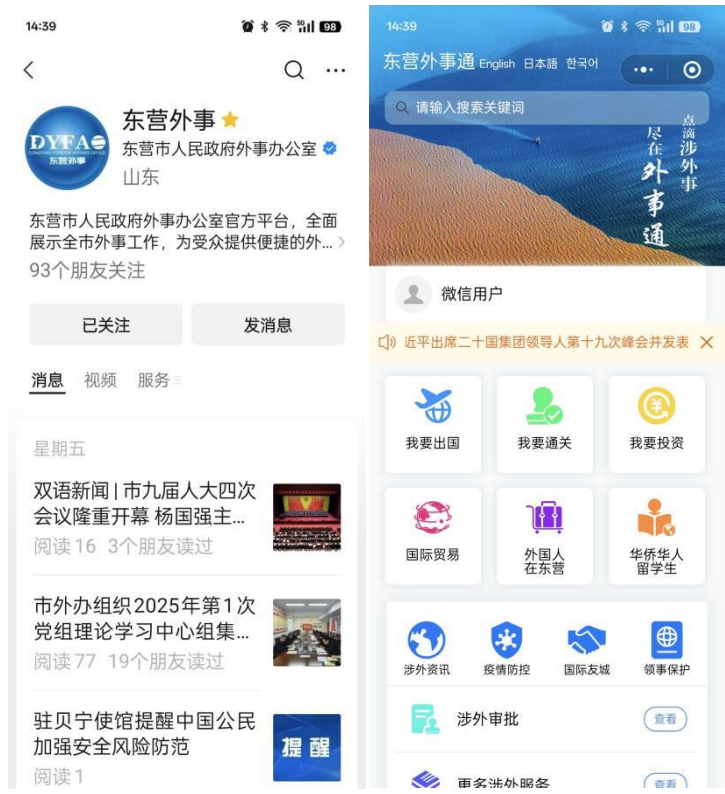 14:39
5G
98
DYFAO
东营外事
东营外事
东营市人民政府外事办公室
山东
东营市人民政府外事办公室官方平台，全面
展示全市外事工作，为受众提供便捷的外...
93个朋友关注
已关注
发消息
消息 视频 服务
星期五
双语新闻 | 市九届人大四次
会议隆重开幕 杨国强主...
阅读 16 3个朋友读过
市外办组织2025年第1次
党组理论学习中心组集...
阅读 77 19个朋友读过
驻贝宁使馆提醒中国公民
加强安全风险防范
阅读 1
提 醒
14:39
5G
98
东营外事通 English 日本語 한국어
请输入搜索关键词
点滴涉外事
尽在外事通
微信用户
近平出席二十国集团领导人第十九次峰会并发表
我要出国
我要通关
我要投资
国际贸易
外国人
在东营
华侨华人
留学生
涉外资讯
疫情防控
国际友城
领事保护
涉外审批
查看
更多涉外服务
查看